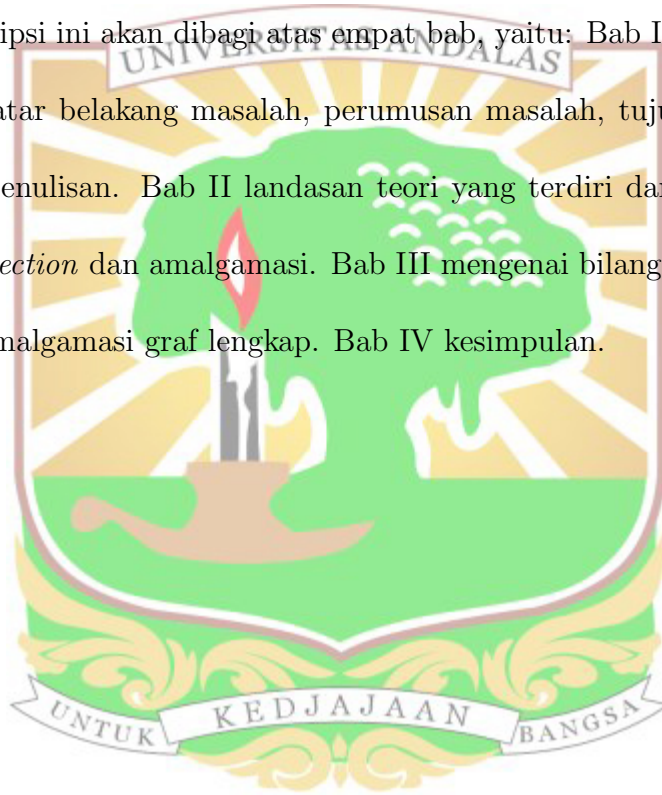 ipsi ini akan dibagi atas empat bab, yaitu: Bab I
UNIVERSITAS ANDALAS
atar belakang masalah, perumusan masalah, tuju
enulisan. Bab II landasan teori yang terdiri dar
ection dan amalgamasi. Bab III mengenai bilang
malgamasi graf lengkap. Bab IV kesimpulan.
UNTUK KEDJAJAAN BANGSA